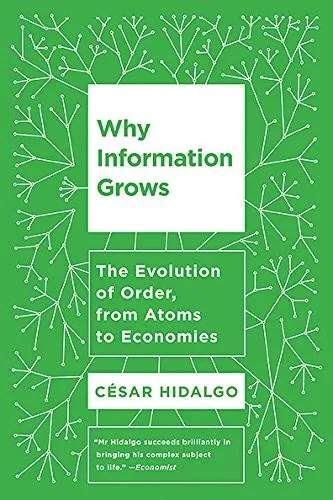 Why
Information
Grows
The Evolution
of Order,
from Atoms
to Economies
CÉSAR HIDALGO
“Mr Hidalgo succeeds brilliantly in
bringing his complex subject
to life.” —Economist